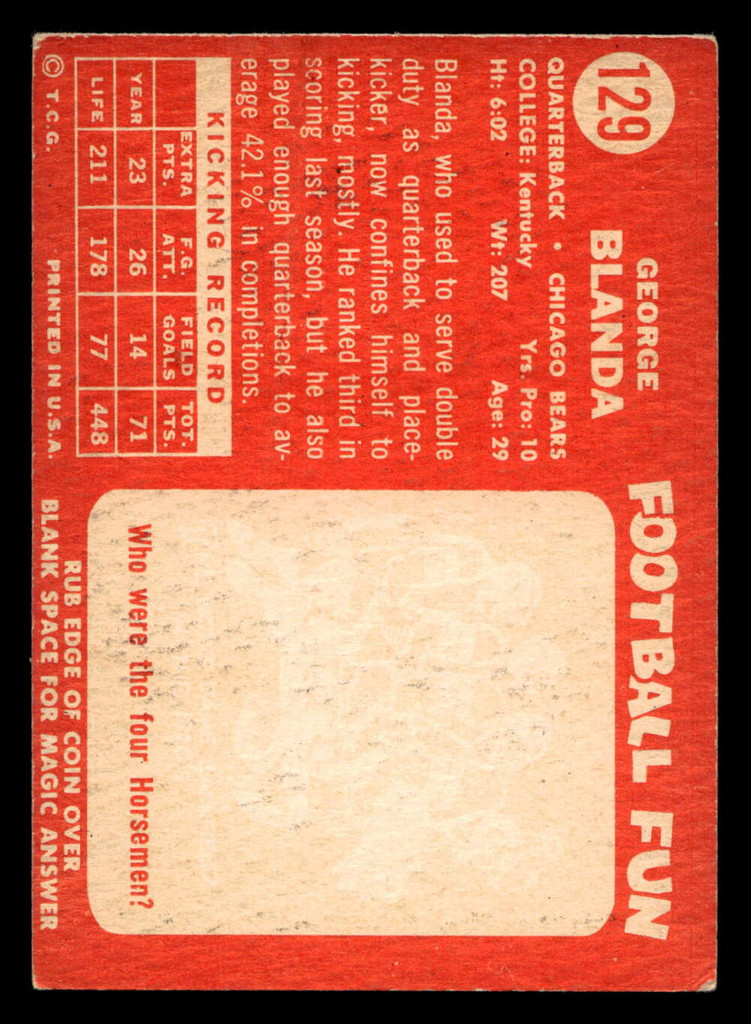 129
GEORGE
BLANDA
QUARTERBACK • CHICAGO BEARS
COLLEGE: Kentucky Yrs. Pro: 10
Ht: 6:02 Wt: 207 Age: 29
Blanda, who used to serve double
duty as quarterback and place-
kicker, now confines himself to
kicking, mostly. He ranked third in
scoring last season, but he also
played enough quarterback to av-
erage 42.1% in completions.
KICKING RECORD
EXTRA PTS. F.G. ATT. FIELD GOALS TOT. PTS.
YEAR 23 26 14 71
LIFE 211 178 77 448
© T.C.G. PRINTED IN U.S.A.
FOOTBALL FUN
Who were the four Horsemen?
RUB EDGE OF COIN OVER
BLANK SPACE FOR MAGIC ANSWER